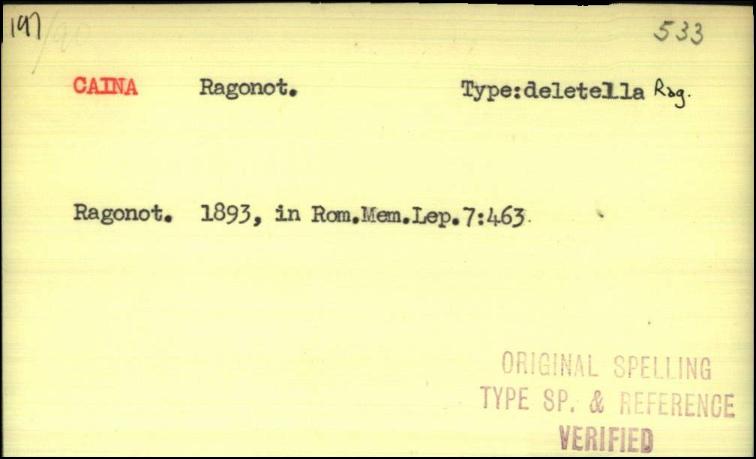 197/90 533
CAINA Ragonot. Type:deletella Rag.
Ragonot. 1893, in Rom.Mem.Lep.7:463.
ORIGINAL SPELLING
TYPE SP. & REFERENCE
VERIFIED